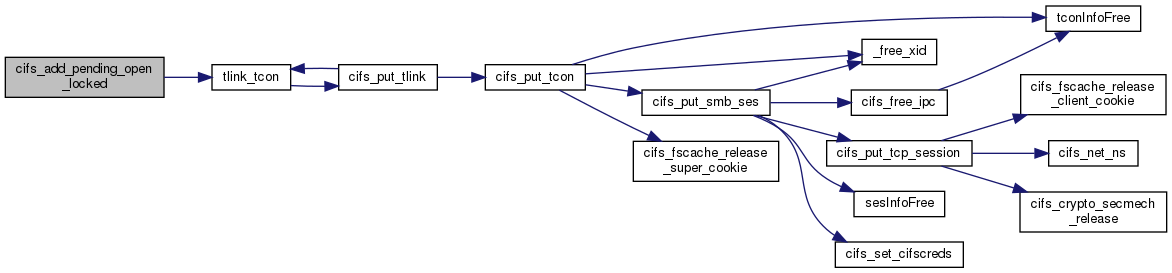 cifs_add_pending_open
_locked
tlink_tcon
cifs_put_tlink
cifs_put_tcon
tconInfoFree
_free_xid
cifs_put_smb_ses
cifs_free_ipc
cifs_fscache_release
_client_cookie
cifs_fscache_release
_super_cookie
cifs_put_tcp_session
cifs_net_ns
sesInfoFree
cifs_crypto_secmech
_release
cifs_set_cifscreds